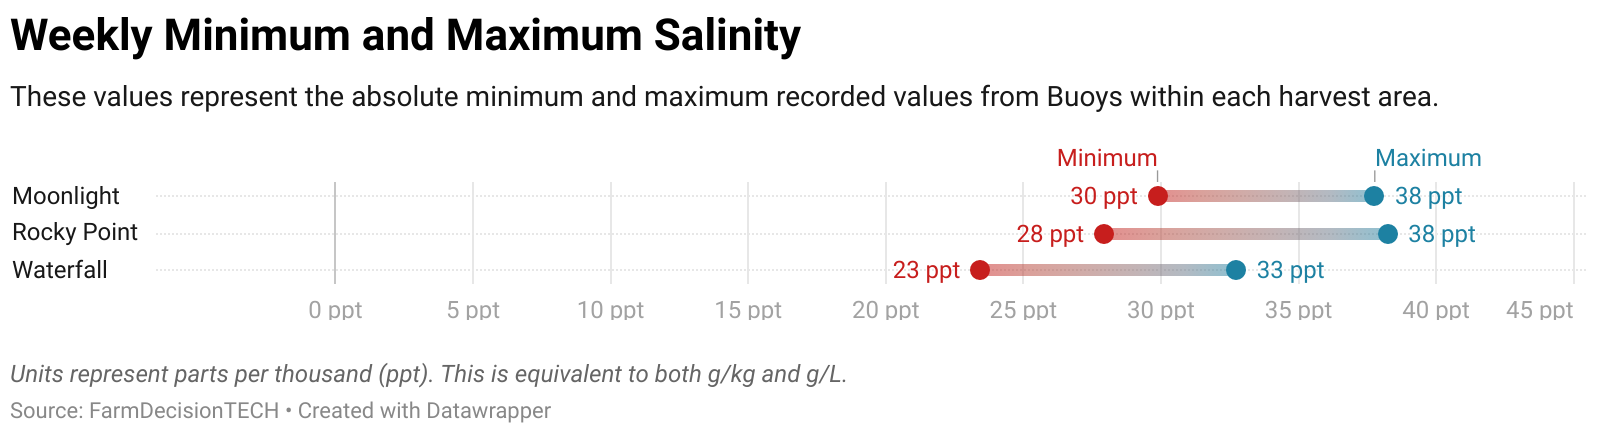 Weekly Minimum and Maximum Salinity
These values represent the absolute minimum and maximum recorded values from Buoys within each harvest area.
Minimum Maximum
Moonlight 30 ppt 38 ppt
Rocky Point 28 ppt 38 ppt
Waterfall 23 ppt 33 ppt
0 ppt 5 ppt 10 ppt 15 ppt 20 ppt 25 ppt 30 ppt 35 ppt 40 ppt 45 ppt
Units represent parts per thousand (ppt). This is equivalent to both g/kg and g/L.
Source: FarmDecisionTECH • Created with Datawrapper